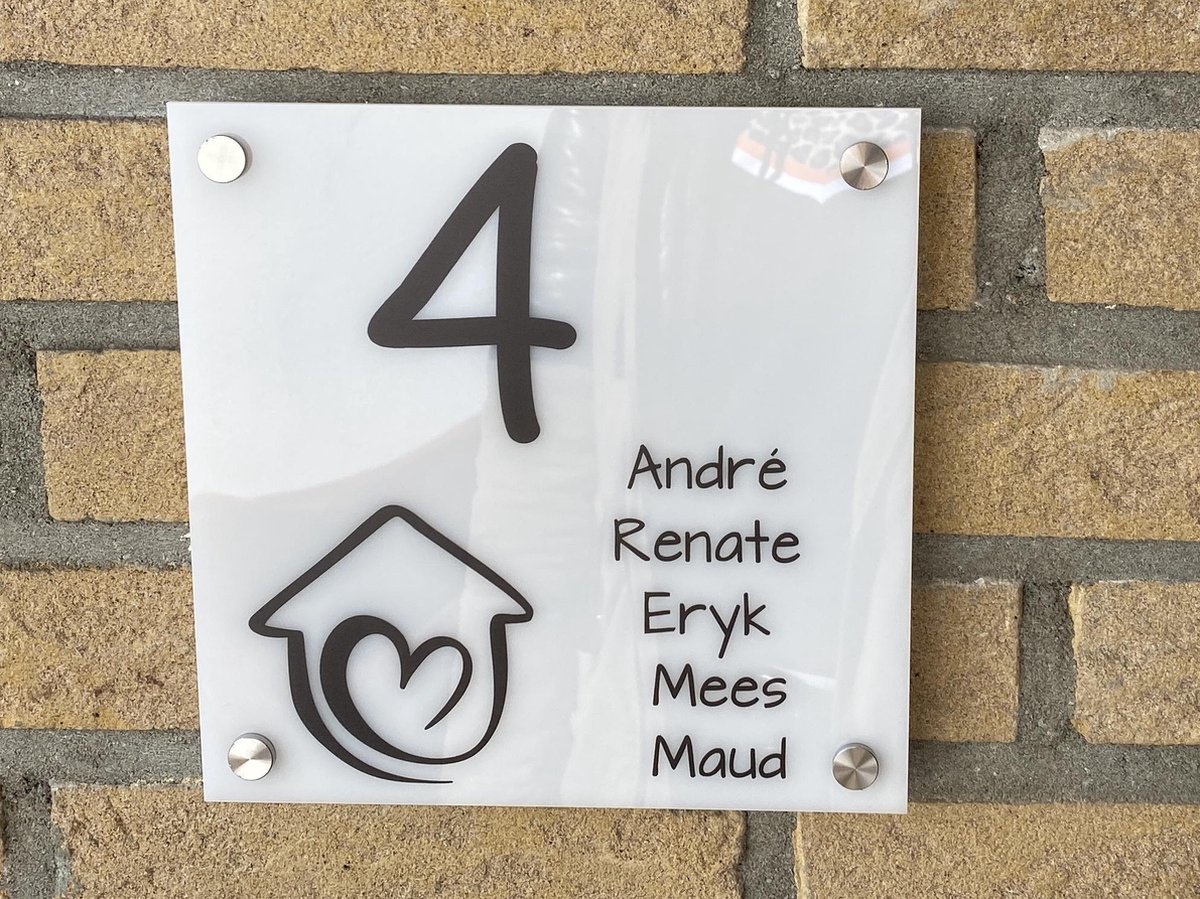 4
André
Renate
Eryk
Mees
Maud